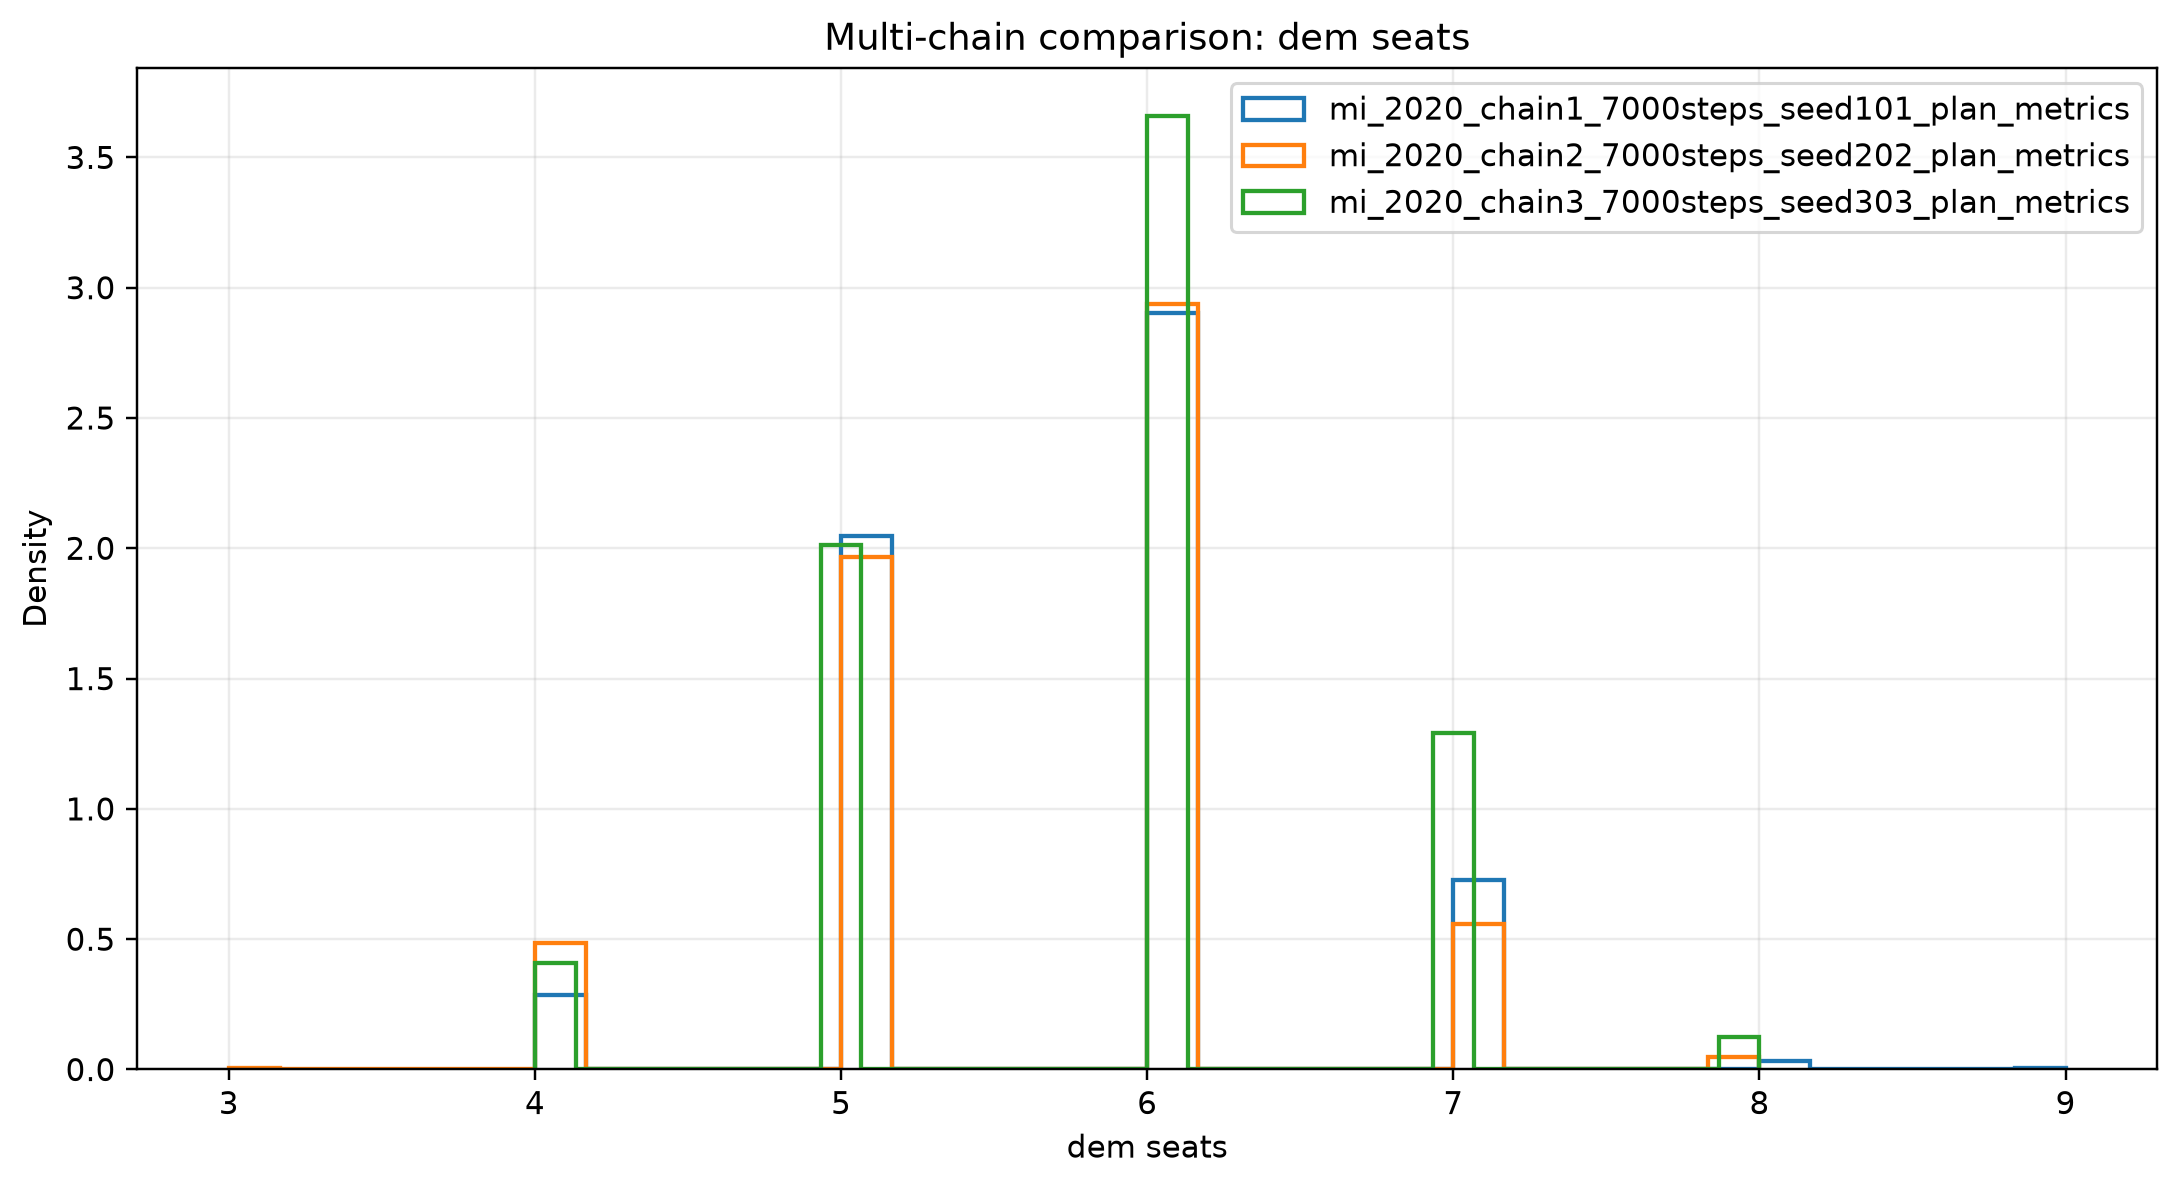 Multi-chain comparison: dem seats
mi_2020_chain1_7000steps_seed101_plan_metrics
mi_2020_chain2_7000steps_seed202_plan_metrics
mi_2020_chain3_7000steps_seed303_plan_metrics
Density
3.5
3.0
2.5
2.0
1.5
1.0
0.5
0.0
3 4 5 6 7 8 9
dem seats